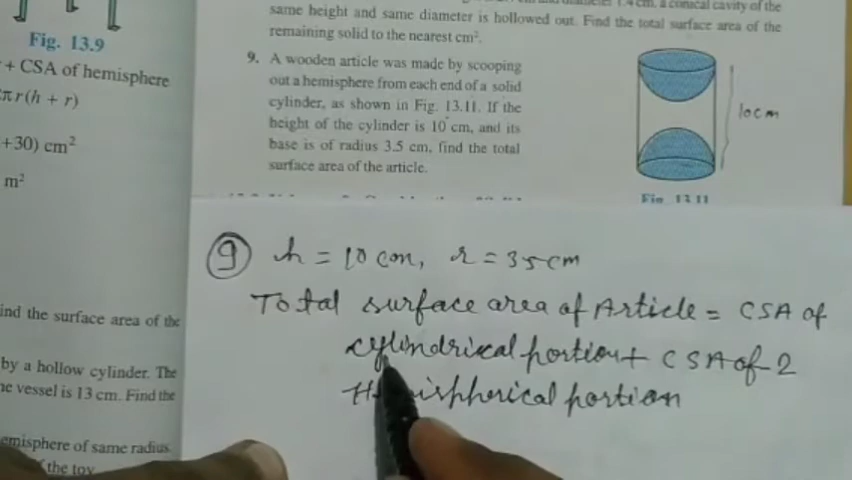 same height and same diameter is hollowed out. Find the total surface area of the
remaining solid to the nearest cm².
Fig. 13.9
+ CSA of hemisphere
πr(h + r)
+30) cm²
m²
9. A wooden article was made by scooping
out a hemisphere from each end of a solid
cylinder, as shown in Fig. 13.11. If the
height of the cylinder is 10 cm, and its
base is of radius 3.5 cm, find the total
surface area of the article.
10cm
Fig. 13.11
9 h = 10 cm, r = 3.5 cm
Total surface area of Article = CSA of
cylindrical portion + CSA of 2
portion
ind the surface area of the
by a hollow cylinder. The
e vessel is 13 cm. Find the
emisphere of same radius
the toy